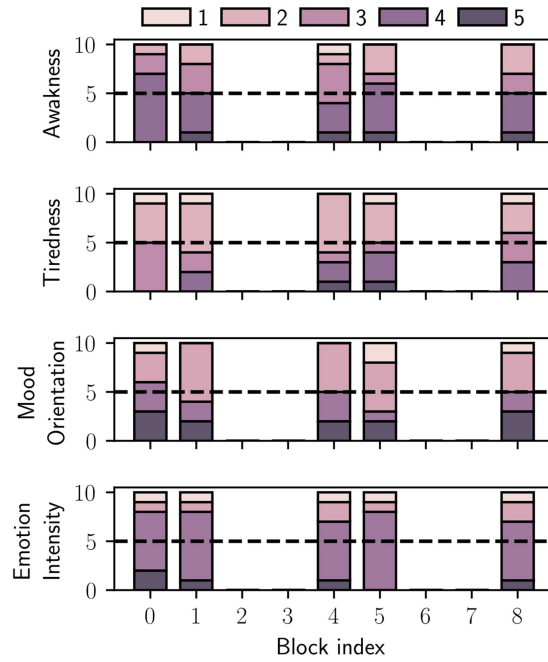 1 2 3 4 5
10
5
0
Awakness
10
5
0
Tiredness
10
5
0
Mood
Orientation
10
5
0
Emotion
Intensity
0 1 2 3 4 5 6 7 8
Block index